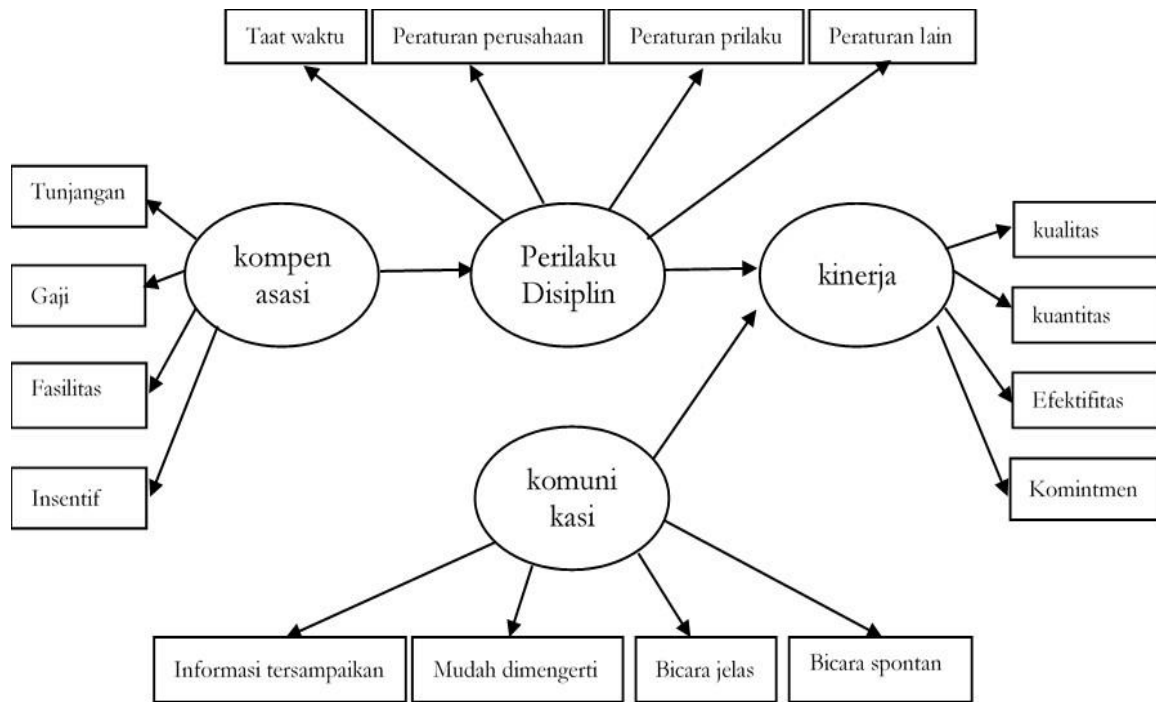 Taat waktu
Peraturan perusahaan
Peraturan prilaku
Peraturan lain
Tunjangan
Gaji
Fasilitas
Insentif
kompen
asasi
Perilaku
Disiplin
kinerja
kualitas
kuantitas
Efektifitas
Komintmen
komuni
kasi
Informasi tersampaikan
Mudah dimengerti
Bicara jelas
Bicara spontan